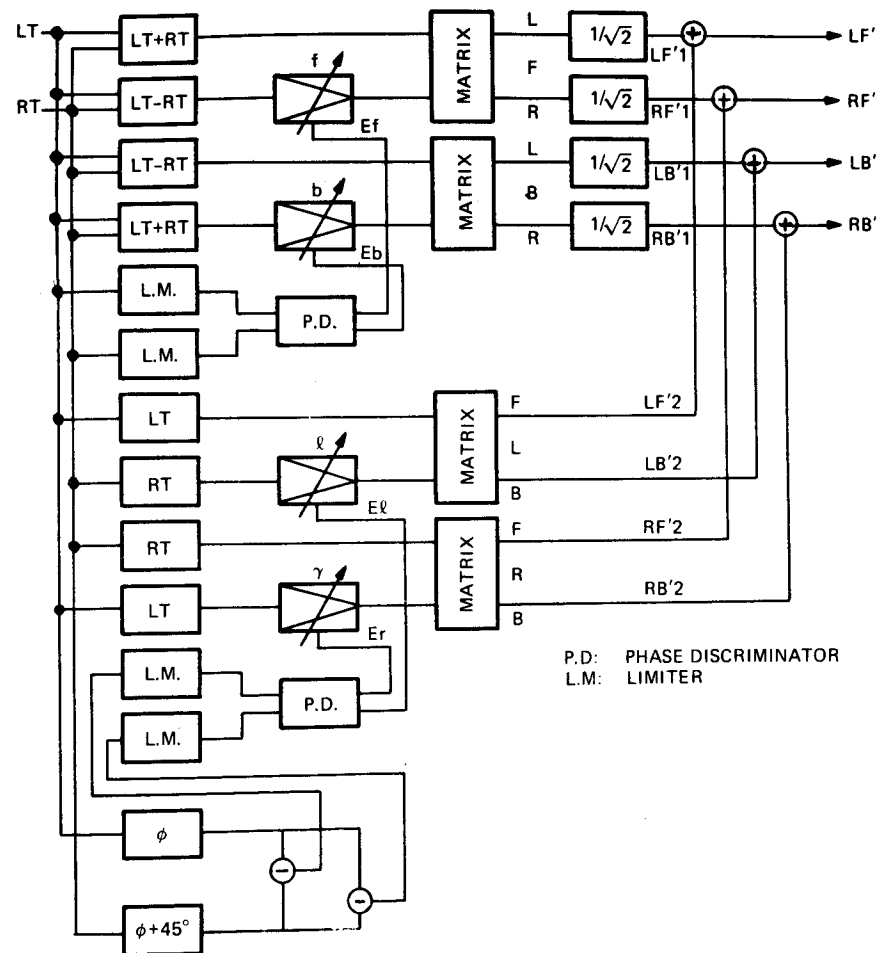 LT LT+RT L 1/√2 LF'1 + LF'
f MATRIX F
RT LT-RT Ef R 1/√2 RF'1 + RF'
LT-RT L 1/√2 LB'1 + LB'
b MATRIX B
LT+RT Eb R 1/√2 RB'1 + RB'
L.M.
P.D.
L.M.
LT F LF'2
ℓ MATRIX L
RT Eℓ B LB'2
RT F RF'2
γ MATRIX R
LT Er B RB'2
L.M.
P.D.
L.M.
P.D: PHASE DISCRIMINATOR
L.M: LIMITER
ϕ
−
−
ϕ+45°